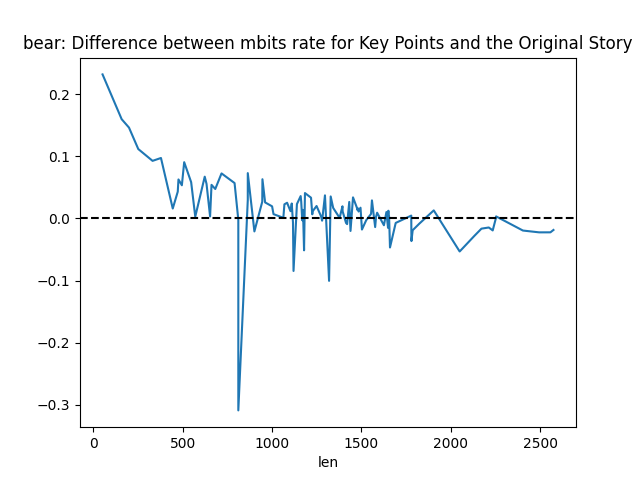 bear: Difference between mbits rate for Key Points and the Original Story
0.2
0.1
0.0
−0.1
−0.2
−0.3
0 500 1000 1500 2000 2500
len